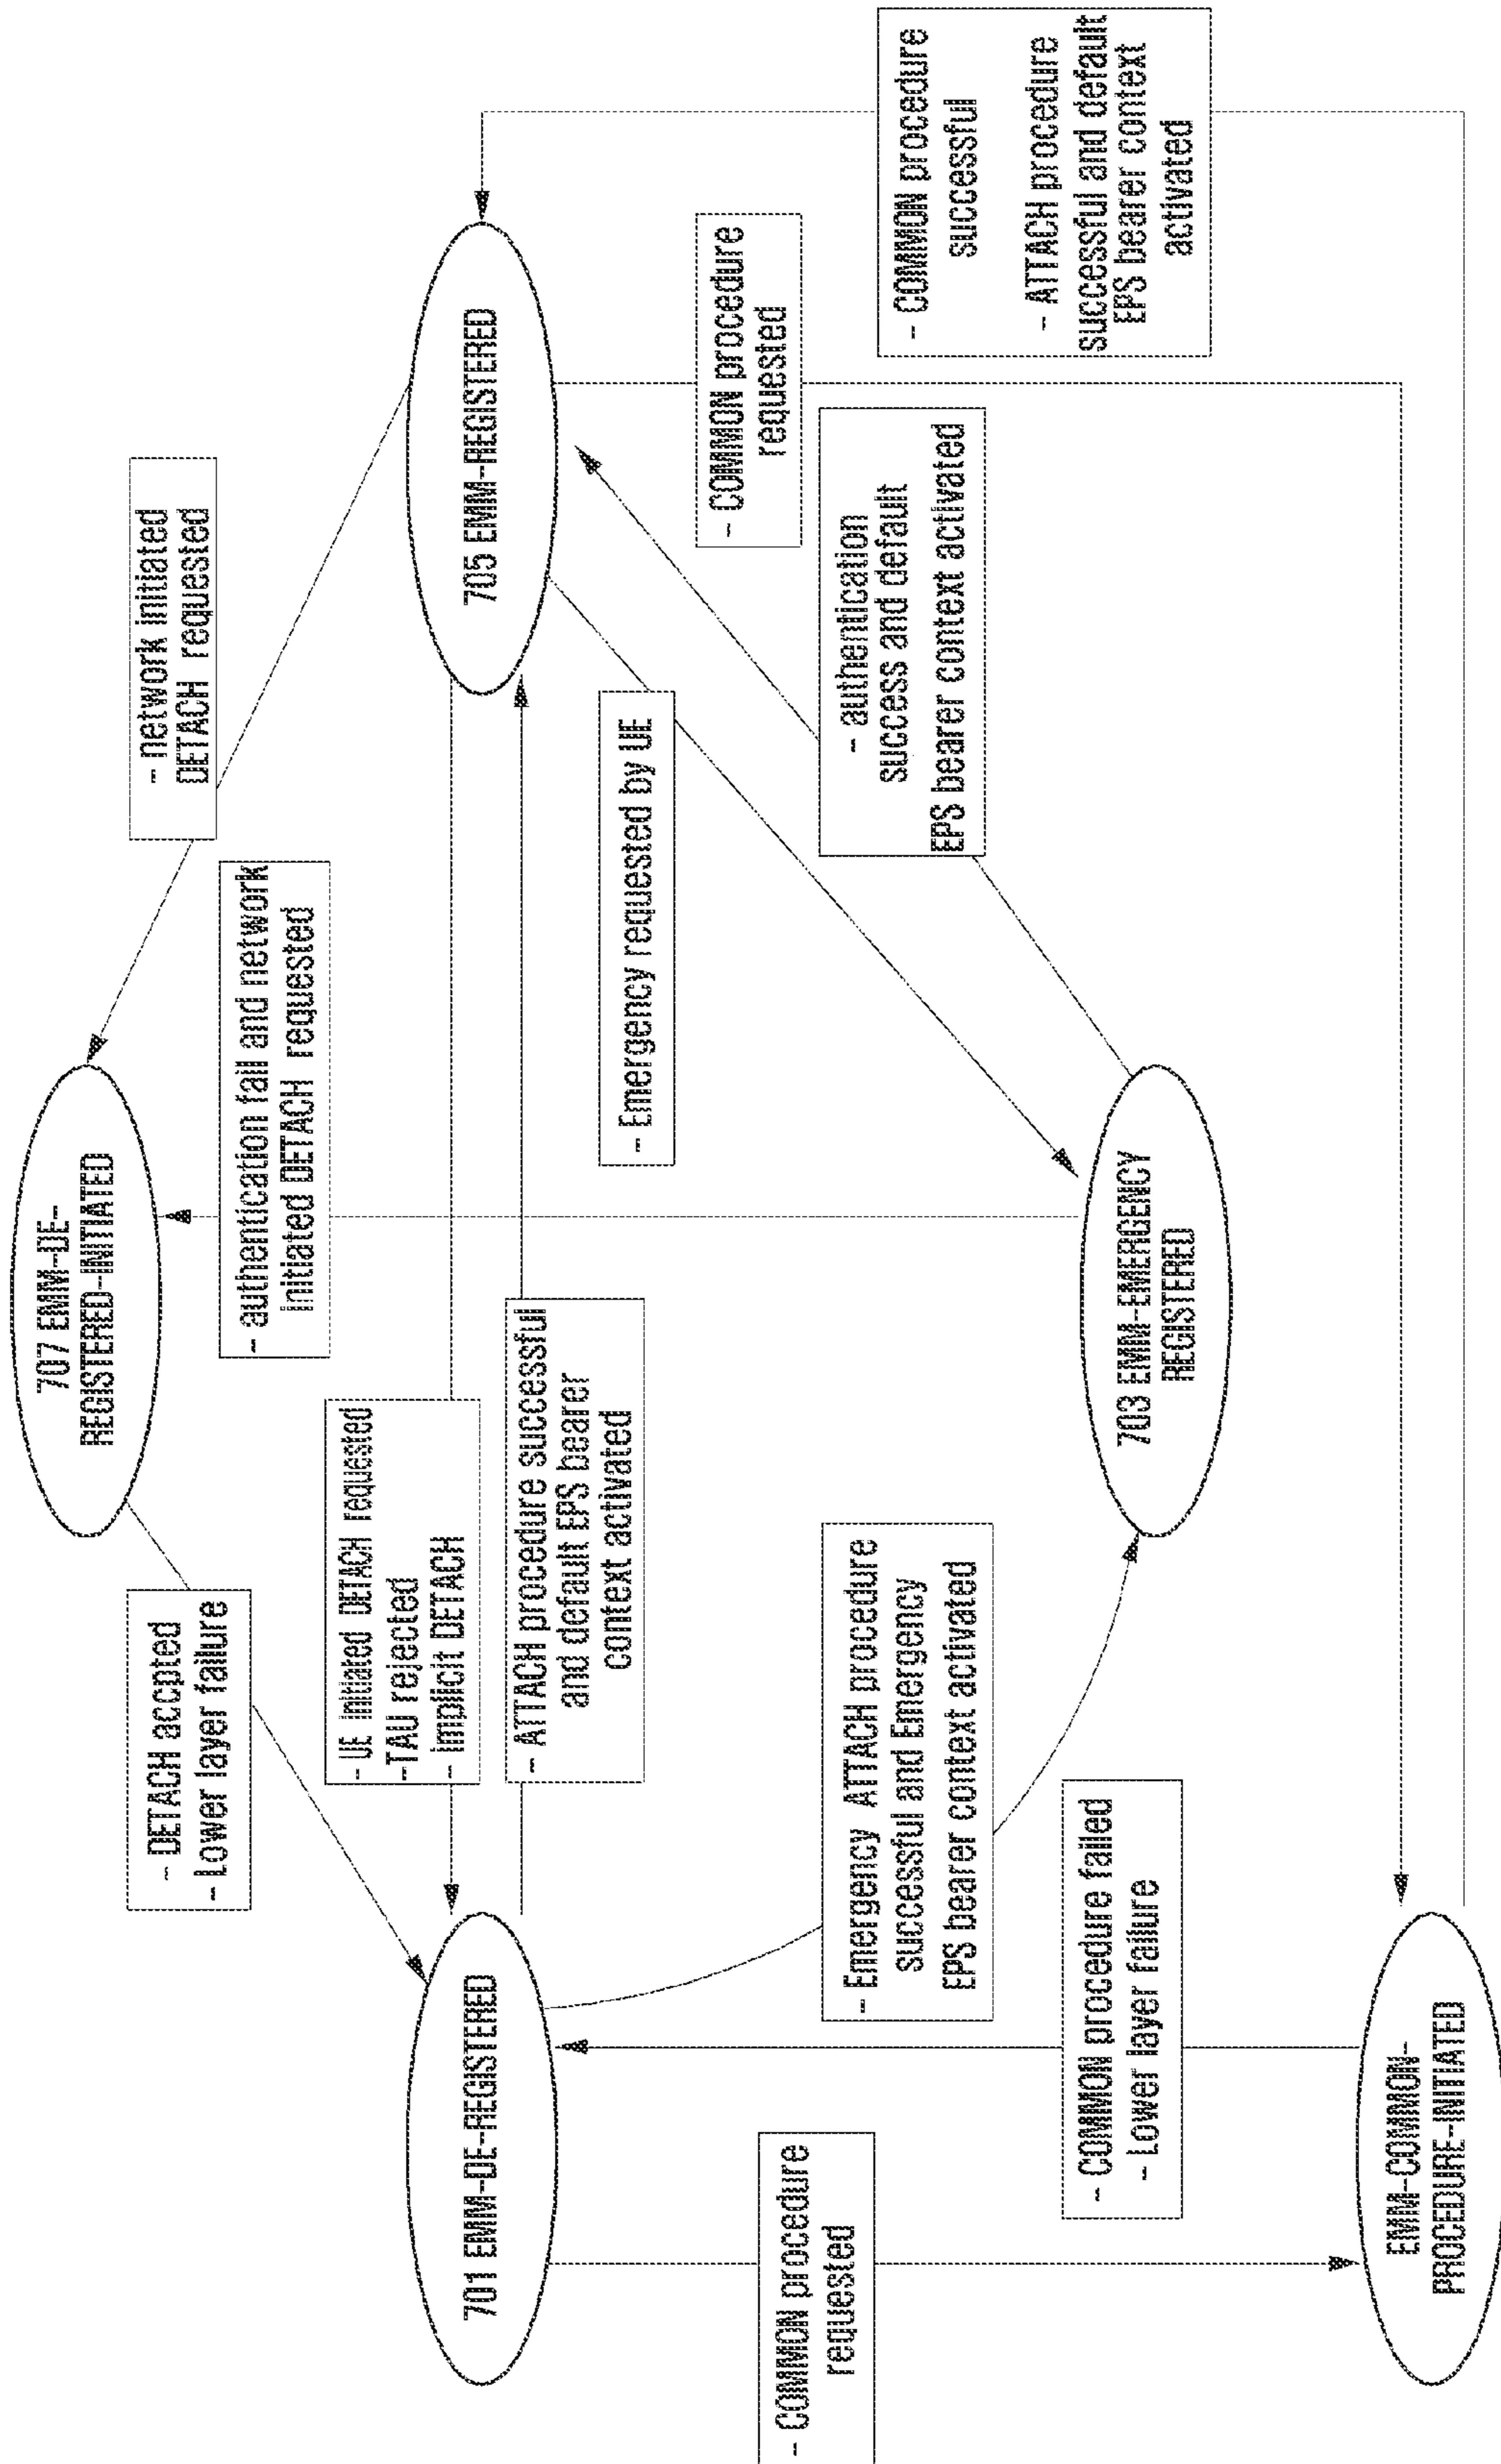 707 EMM-DE-
REGISTERED-INITIATED
- DETACH accpted
- Lower layer failure
- network initiated
DETACH requested
- authentication fail and network
initiated DETACH requested
- UE initiated DETACH requested
- TAU rejected
- implicit DETACH
701 EMM-DE-REGISTERED
705 EMM-REGISTERED
- ATTACH procedure successful
and default EPS bearer
context activated
- Emergency requested by UE
- COMMON procedure
requested
- COMMON procedure
requested
- Emergency ATTACH procedure
successful and Emergency
EPS bearer context activated
- authentication
success and default
EPS bearer context activated
- COMMON procedure
successful
- ATTACH procedure
successful and default
EPS bearer context
activated
- COMMON procedure failed
- Lower layer failure
703 EMM-EMERGENCY
REGISTERED
EMM-COMMON-
PROCEDURE-INITIATED